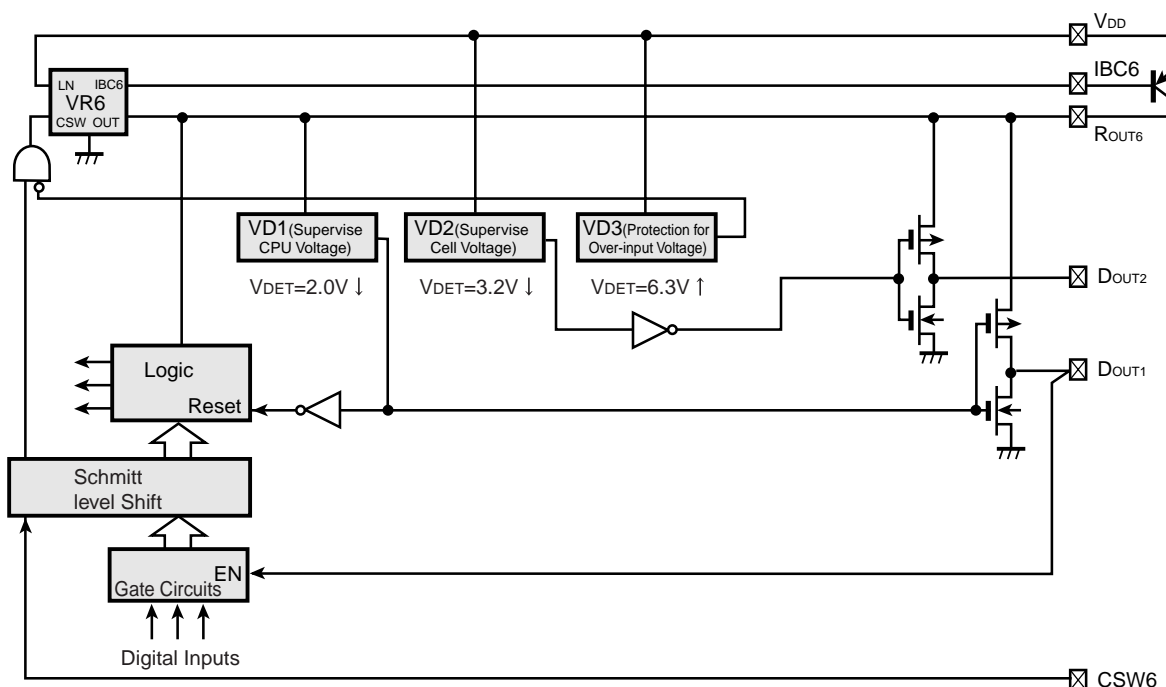 VDD
IBC6
ROUT6
LN IBC6
VR6
CSW OUT
VD1(Supervise
CPU Voltage)
VD2(Supervise
Cell Voltage)
VD3(Protection for
Over-input Voltage)
VDET=2.0V ↓
VDET=3.2V ↓
VDET=6.3V ↑
DOUT2
DOUT1
Logic
Reset
Schmitt
level Shift
EN
Gate Circuits
Digital Inputs
CSW6